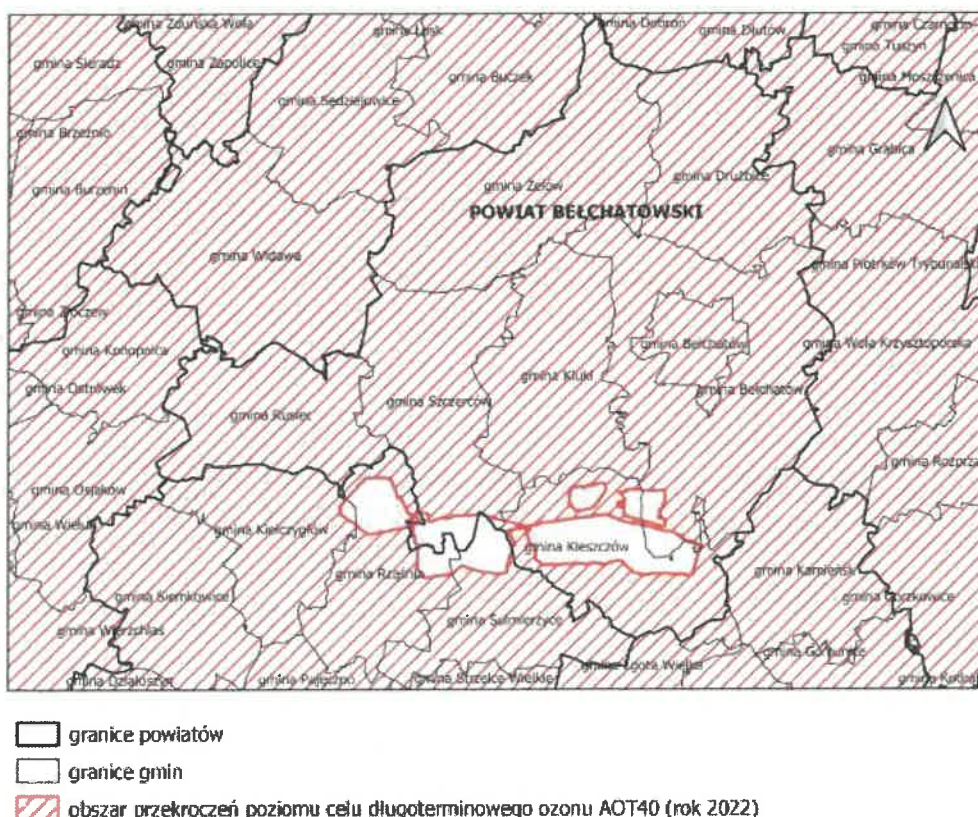 gmina Zduńska Wola
gmina Łask
gmina Dobroń
gmina Dłutów
gmina Tuszyn
gmina Sieradz
gmina Zapolice
gmina Buczek
gmina Moszczenica
gmina Sędziejowice
gmina Brzeźnio
gmina Grabica
gmina Drużbice
gmina Burzenin
gmina Zelów
POWIAT BEŁCHATOWSKI
gmina Widawa
gmina Piotrków Trybunalski
gmina Złoczew
gmina Konopnica
gmina Bełchatów
gmina Wola Krzysztoporska
gmina Kluki
gmina Ostrówek
gmina Szczerców
gmina Bełchatów
gmina Rusiec
gmina Osjaków
gmina Rozprza
gmina Wieluń
gmina Kiełczygłów
gmina Kleszczów
gmina Rząśnia
gmina Kamieńsk
gmina Siemkowice
gmina Gorzkowice
gmina Sulmierzyce
gmina Wierzchlas
gmina Działoszyn
gmina Pajęczno
gmina Strzelce Wielkie
gmina Łgota Wielka
granice powiatów
granice gmin
obszar przekroczeń poziomu celu długoterminowego ozonu AOT40 (rok 2022)